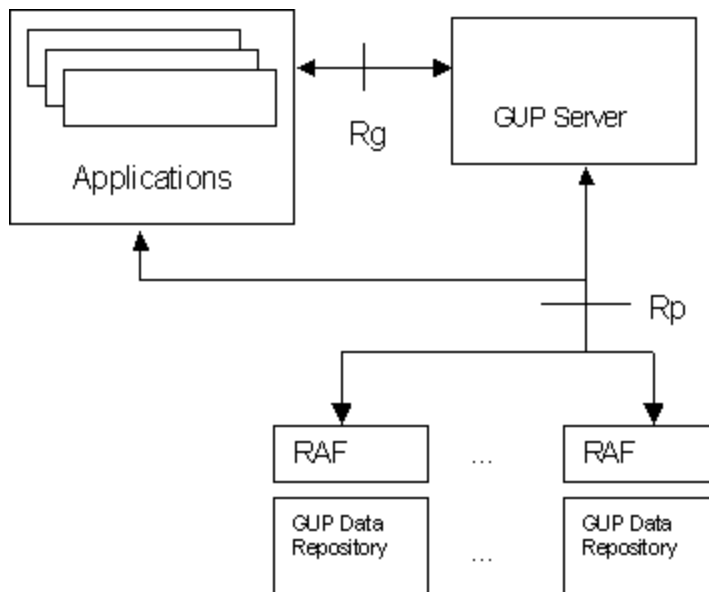 GUP Server
Rg
Applications
Rp
RAF
...
RAF
GUP Data
Repository
...
GUP Data
Repository